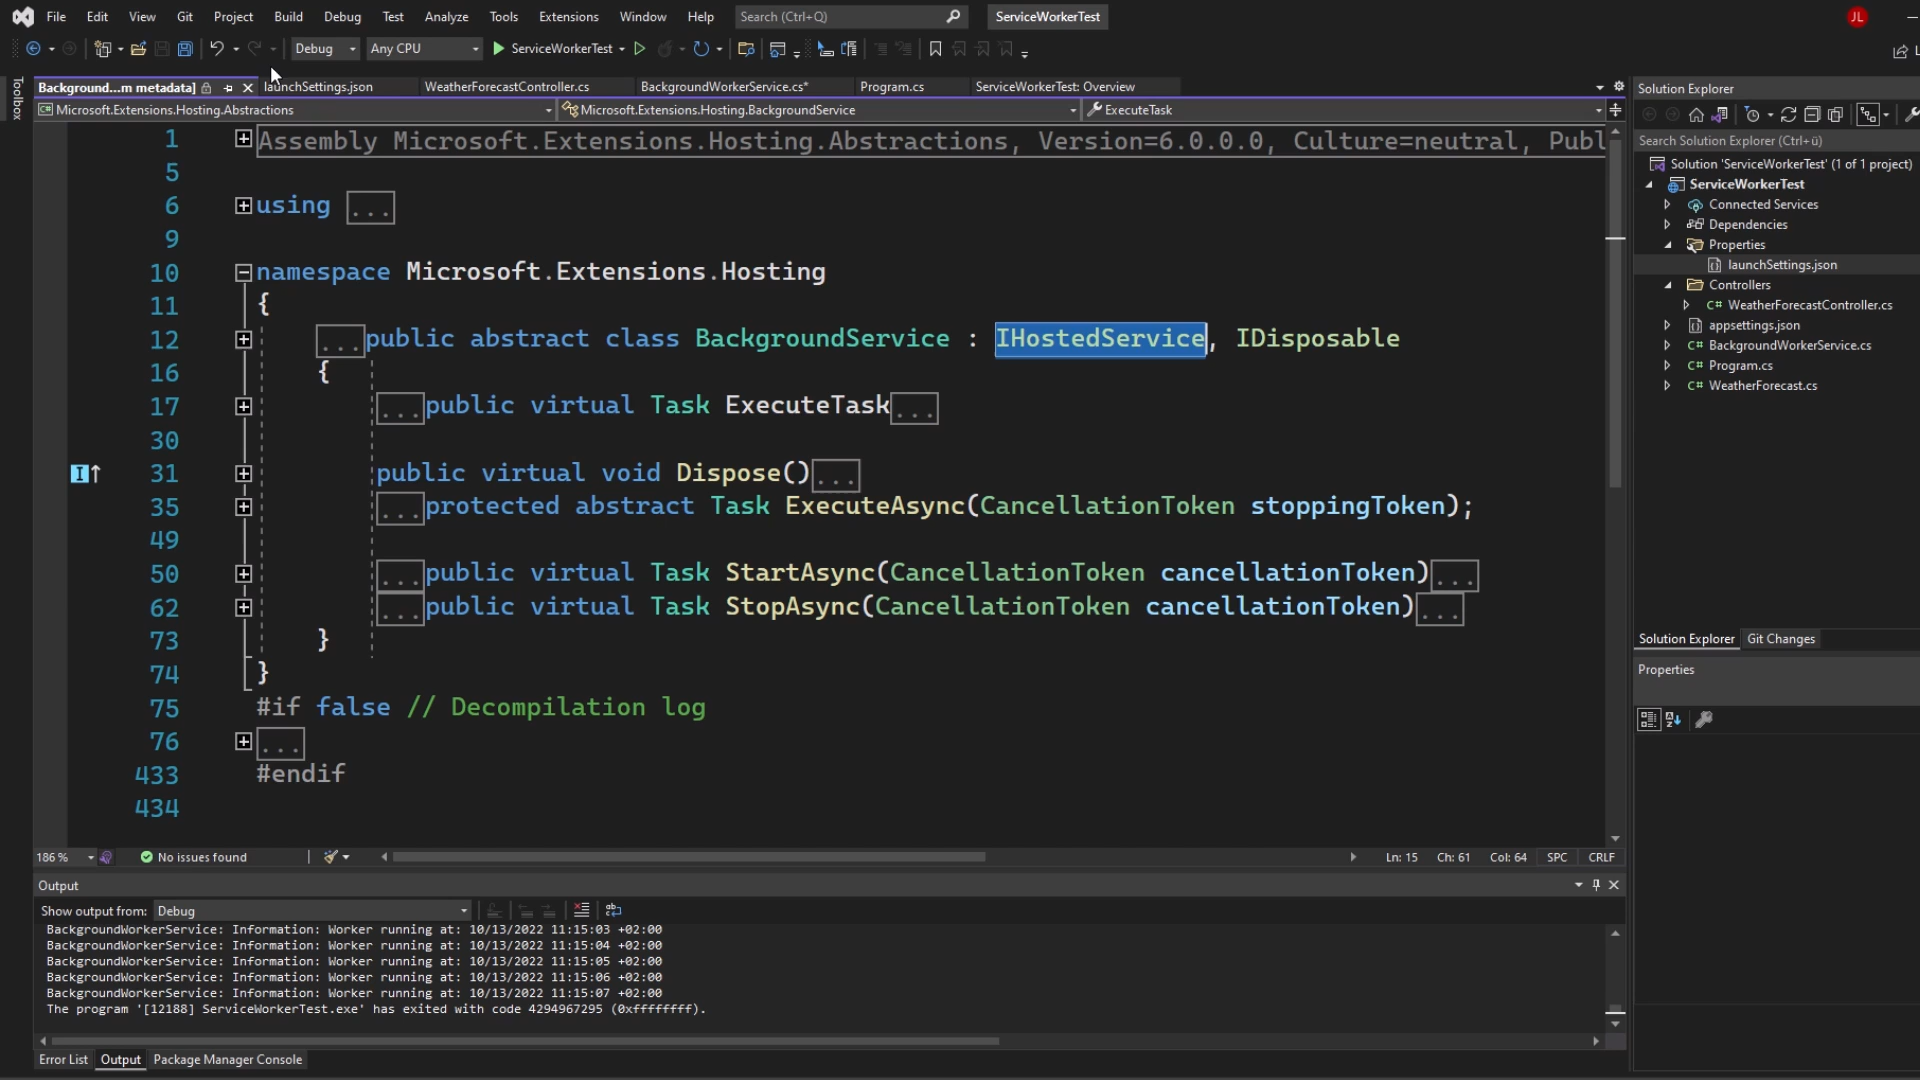 File Edit View Git Project Build Debug Test Analyze Tools Extensions Window Help Search (Ctrl+Q) ServiceWorkerTest JL
Debug Any CPU ServiceWorkerTest
Toolbox
Background...m metadata] launchSettings.json WeatherForecastController.cs BackgroundWorkerService.cs* Program.cs ServiceWorkerTest: Overview
Microsoft.Extensions.Hosting.Abstractions Microsoft.Extensions.Hosting.BackgroundService ExecuteTask
1 Assembly Microsoft.Extensions.Hosting.Abstractions, Version=6.0.0.0, Culture=neutral, Publ
5
6 using ...
9
10 namespace Microsoft.Extensions.Hosting
11 {
12 ...public abstract class BackgroundService : IHostedService, IDisposable
16 {
17 ...public virtual Task ExecuteTask...
30
31 public virtual void Dispose()...
35 ...protected abstract Task ExecuteAsync(CancellationToken stoppingToken);
49
50 ...public virtual Task StartAsync(CancellationToken cancellationToken)...
62 ...public virtual Task StopAsync(CancellationToken cancellationToken)...
73 }
74 }
75 #if false // Decompilation log
76 ...
433 #endif
434
186 % No issues found Ln: 15 Ch: 61 Col: 64 SPC CRLF
Output
Show output from: Debug
BackgroundWorkerService: Information: Worker running at: 10/13/2022 11:15:03 +02:00
BackgroundWorkerService: Information: Worker running at: 10/13/2022 11:15:04 +02:00
BackgroundWorkerService: Information: Worker running at: 10/13/2022 11:15:05 +02:00
BackgroundWorkerService: Information: Worker running at: 10/13/2022 11:15:06 +02:00
BackgroundWorkerService: Information: Worker running at: 10/13/2022 11:15:07 +02:00
The program '[12188] ServiceWorkerTest.exe' has exited with code 4294967295 (0xffffffff).
Error List Output Package Manager Console
Solution Explorer
Search Solution Explorer (Ctrl+ü)
Solution 'ServiceWorkerTest' (1 of 1 project)
ServiceWorkerTest
Connected Services
Dependencies
Properties
launchSettings.json
Controllers
C# WeatherForecastController.cs
appsettings.json
C# BackgroundWorkerService.cs
C# Program.cs
C# WeatherForecast.cs
Solution Explorer Git Changes
Properties